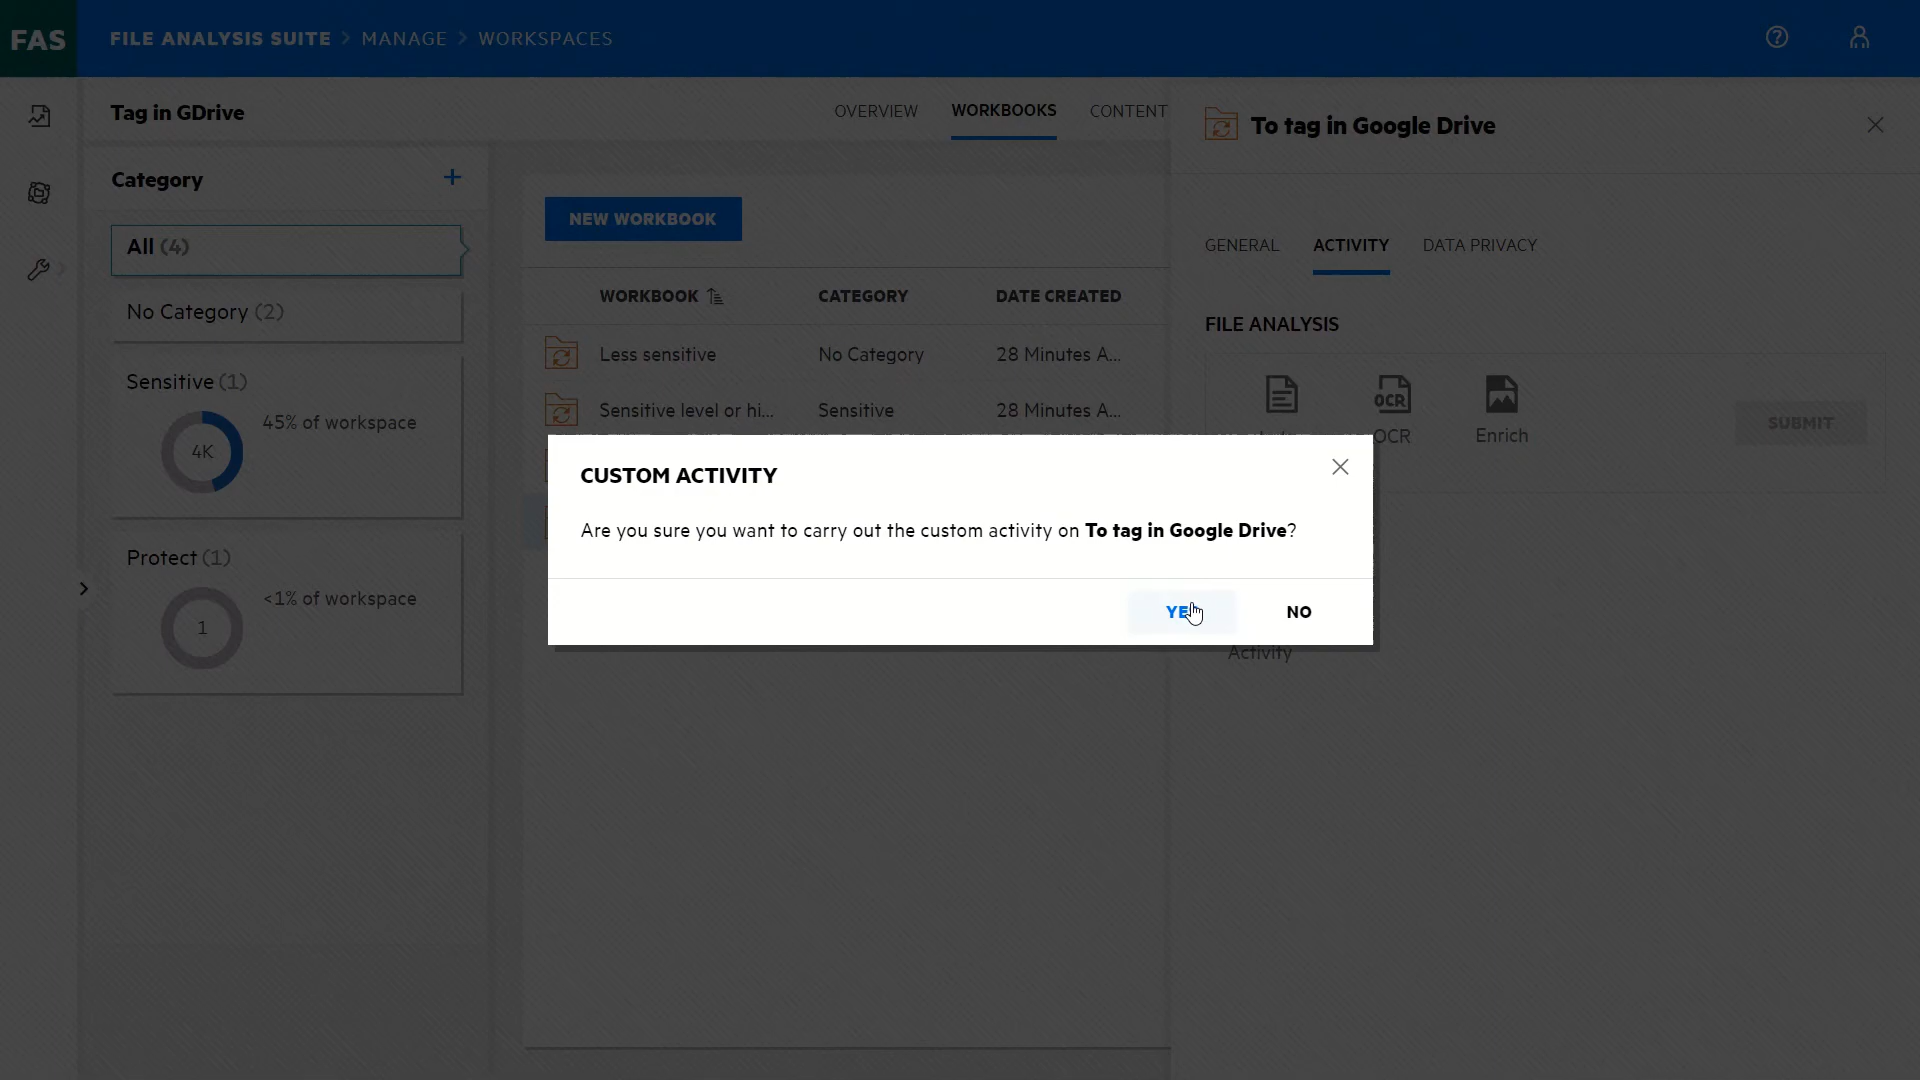 FAS
FILE ANALYSIS SUITE > MANAGE > WORKSPACES
Tag in GDrive
OVERVIEW
WORKBOOKS
CONTENT
To tag in Google Drive
Category
All (4)
No Category (2)
Sensitive (1)
4K
45% of workspace
Protect (1)
1
<1% of workspace
NEW WORKBOOK
WORKBOOK
CATEGORY
DATE CREATED
Less sensitive
No Category
28 Minutes A...
Sensitive level or hi...
Sensitive
28 Minutes A...
GENERAL
ACTIVITY
DATA PRIVACY
FILE ANALYSIS
OCR
OCR
Enrich
SUBMIT
CUSTOM ACTIVITY
Are you sure you want to carry out the custom activity on To tag in Google Drive?
NO
Activity